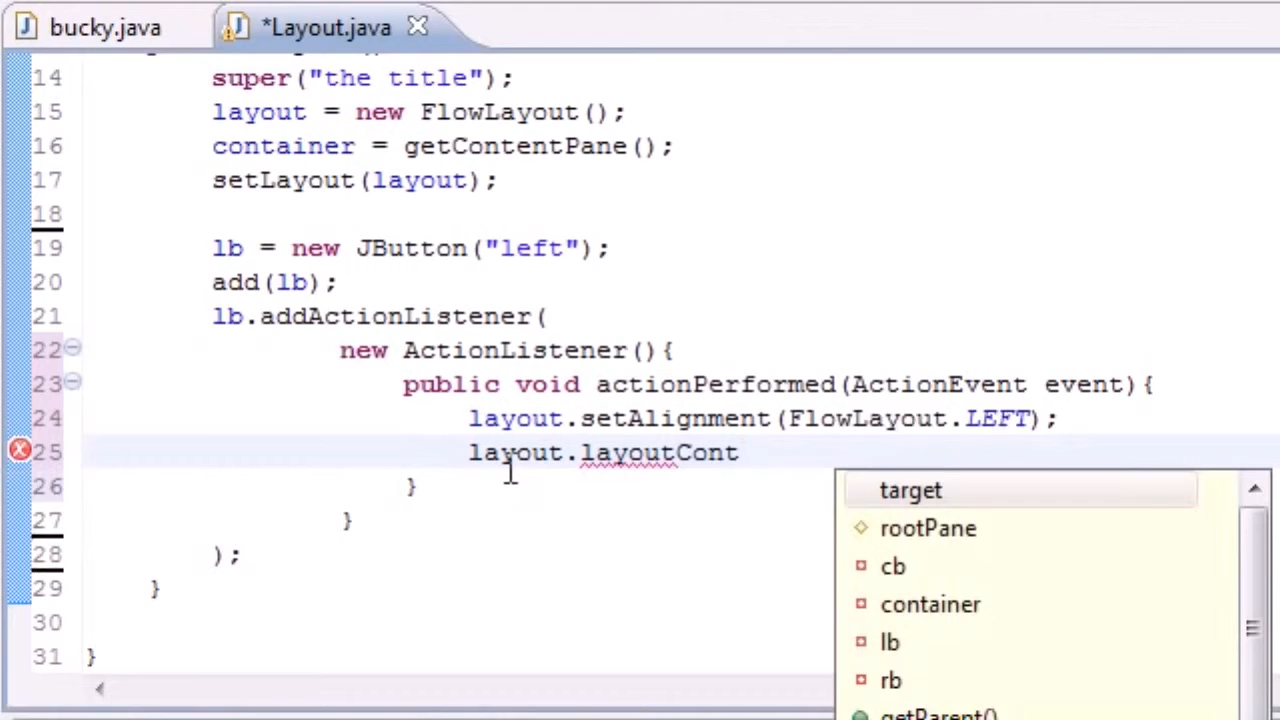 bucky.java
*Layout.java
14 super("the title");
15 layout = new FlowLayout();
16 container = getContentPane();
17 setLayout(layout);
18
19 lb = new JButton("left");
20 add(lb);
21 lb.addActionListener(
22 new ActionListener(){
23 public void actionPerformed(ActionEvent event){
24 layout.setAlignment(FlowLayout.LEFT);
25 layout.layoutCont
26 }
27 }
28 );
29 }
30
31 }
target
rootPane
cb
container
lb
rb
getParent()